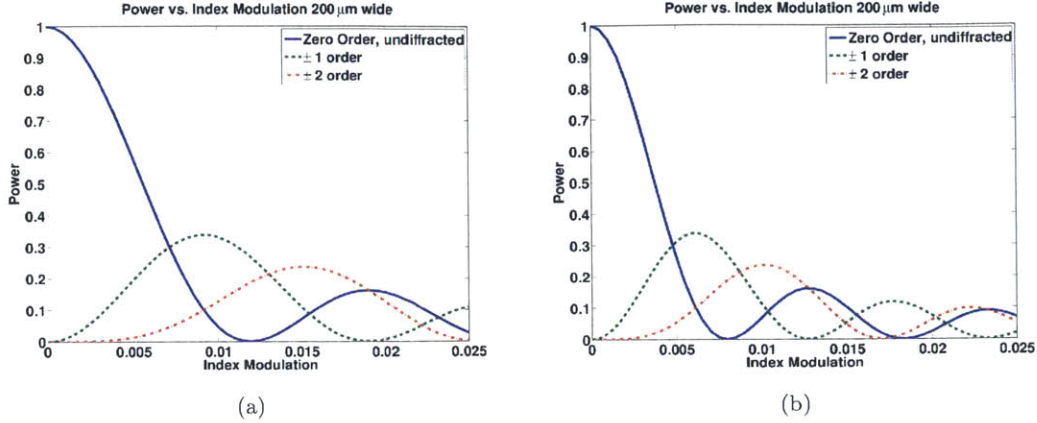 Power vs. Index Modulation 200 μm wide
Zero Order, undiffracted
± 1 order
± 2 order
1
0.9
0.8
0.7
0.6
0.5
0.4
0.3
0.2
0.1
0
Power
0 0.005 0.01 0.015 0.02 0.025
Index Modulation
(a)
Power vs. Index Modulation 200 μm wide
Zero Order, undiffracted
± 1 order
± 2 order
1
0.9
0.8
0.7
0.6
0.5
0.4
0.3
0.2
0.1
0
Power
0 0.005 0.01 0.015 0.02 0.025
Index Modulation
(b)